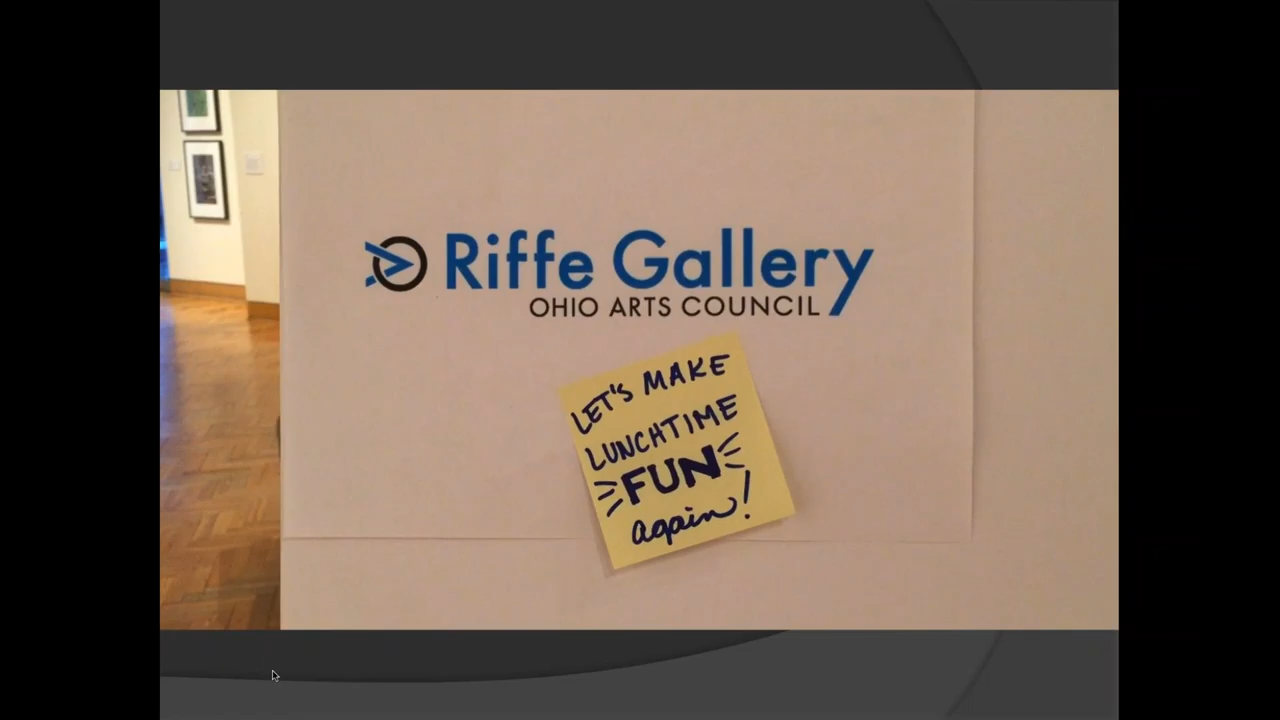 Riffe Gallery
OHIO ARTS COUNCIL
LET'S MAKE
LUNCHTIME
FUN
again!